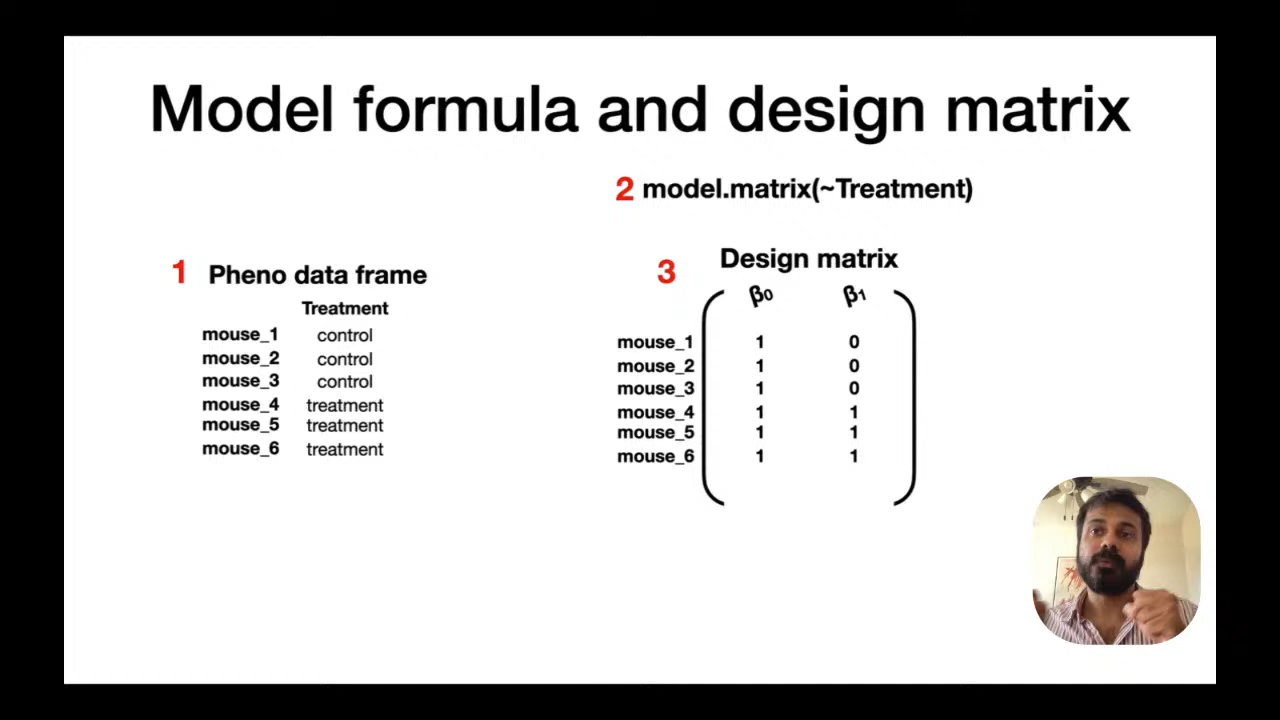 Model formula and design matrix
2 model.matrix(~Treatment)
1 Pheno data frame
Treatment
mouse_1 control
mouse_2 control
mouse_3 control
mouse_4 treatment
mouse_5 treatment
mouse_6 treatment
3 Design matrix
β0 β1
mouse_1 1 0
mouse_2 1 0
mouse_3 1 0
mouse_4 1 1
mouse_5 1 1
mouse_6 1 1